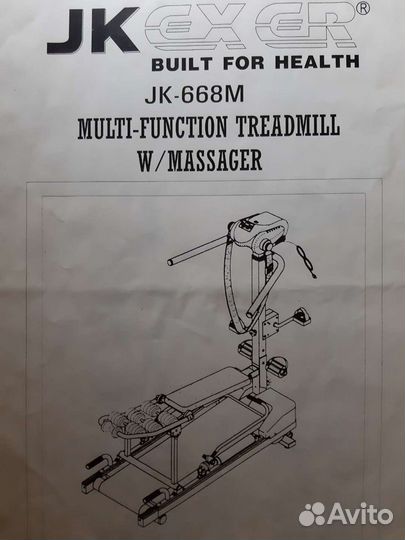 JK EXER®
BUILT FOR HEALTH
JK-668M
MULTI-FUNCTION TREADMILL
W/MASSAGER
Avito